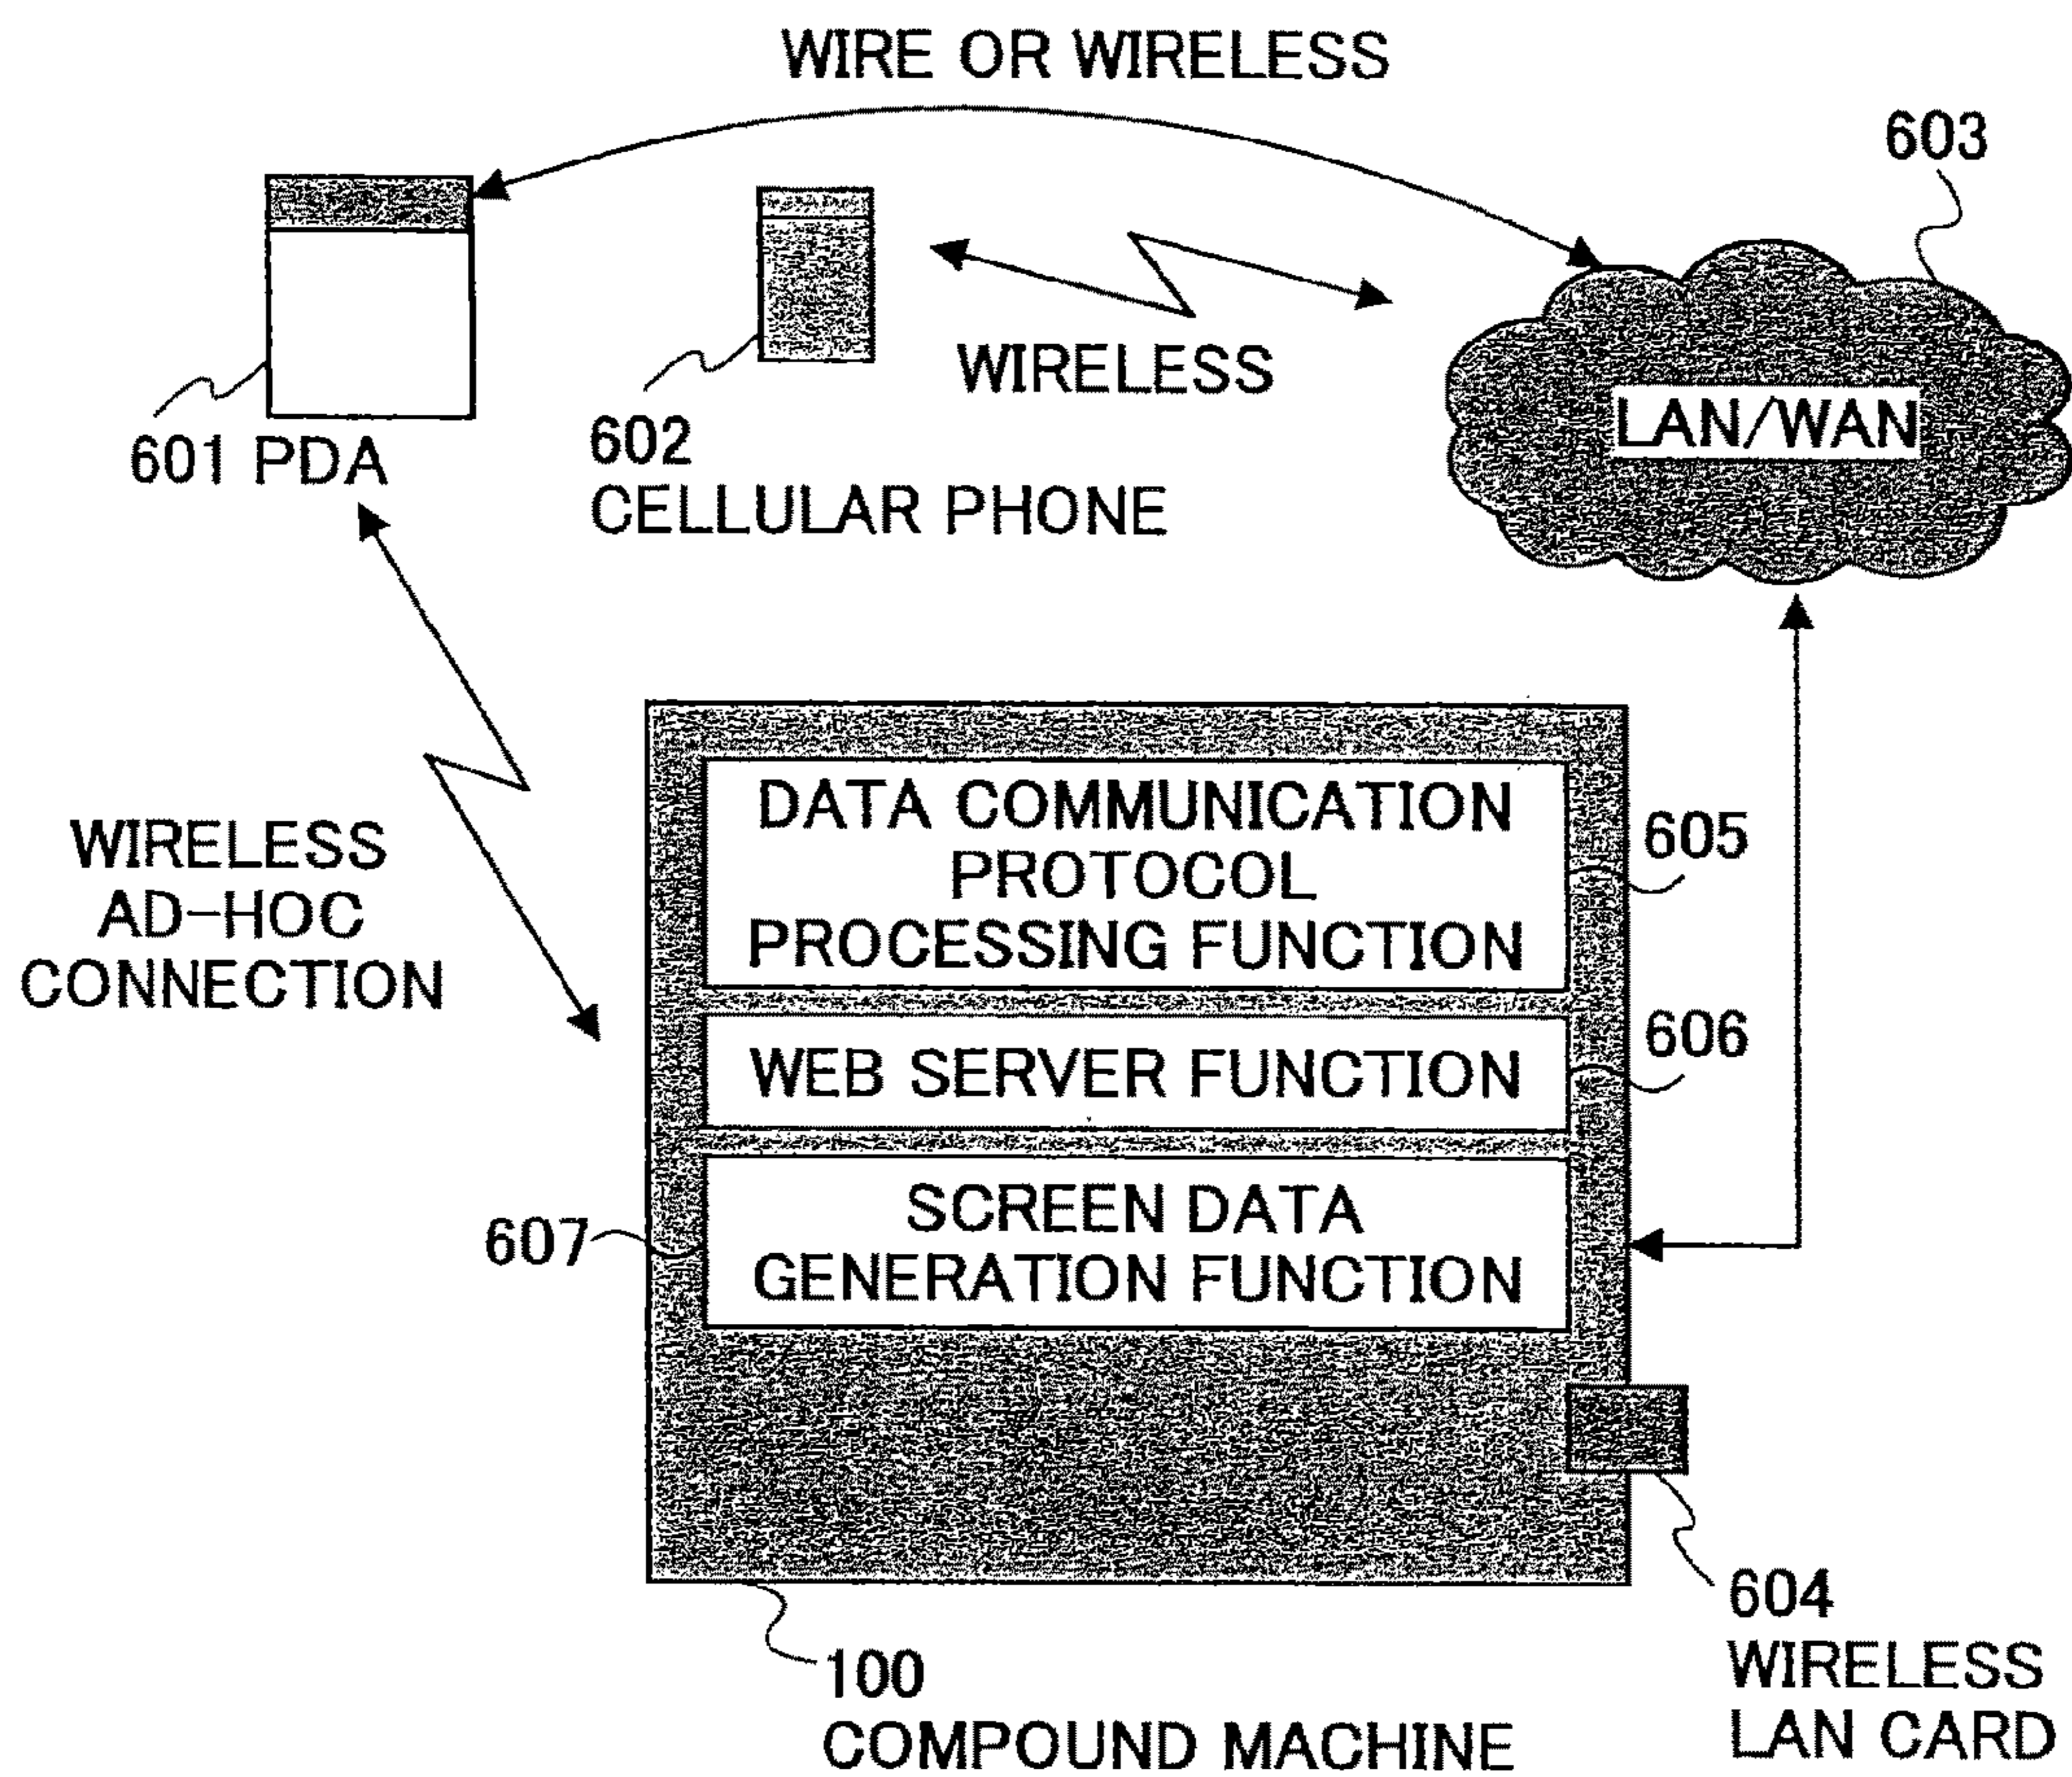 WIRE OR WIRELESS
603
601 PDA
602
CELLULAR PHONE
WIRELESS
LAN/WAN
WIRELESS
AD-HOC
CONNECTION
DATA COMMUNICATION
PROTOCOL
PROCESSING FUNCTION
605
WEB SERVER FUNCTION
606
SCREEN DATA
GENERATION FUNCTION
607
604
WIRELESS
LAN CARD
100
COMPOUND MACHINE